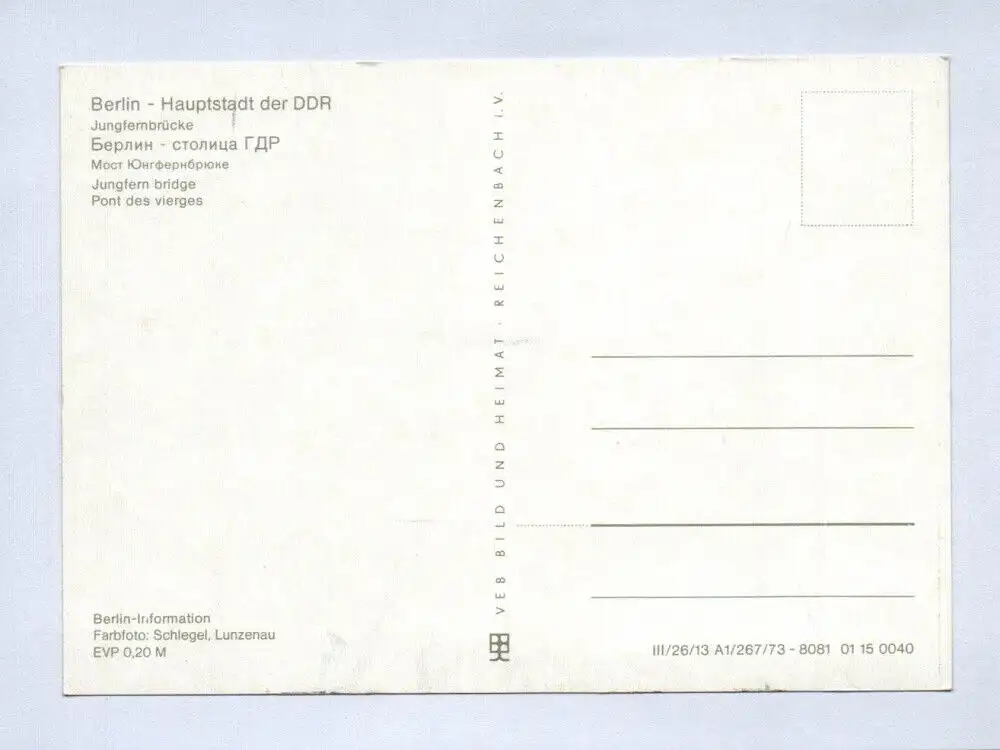 Berlin - Hauptstadt der DDR
Jungfernbrücke
Берлин - столица ГДР
Мост Юнгфернбрюке
Jungfern bridge
Pont des vierges
VEB BILD UND HEIMAT · REICHENBACH I. V.
Berlin-Information
Farbfoto: Schlegel, Lunzenau
EVP 0,20 M
III/26/13 A1/267/73 - 8081 01 15 0040